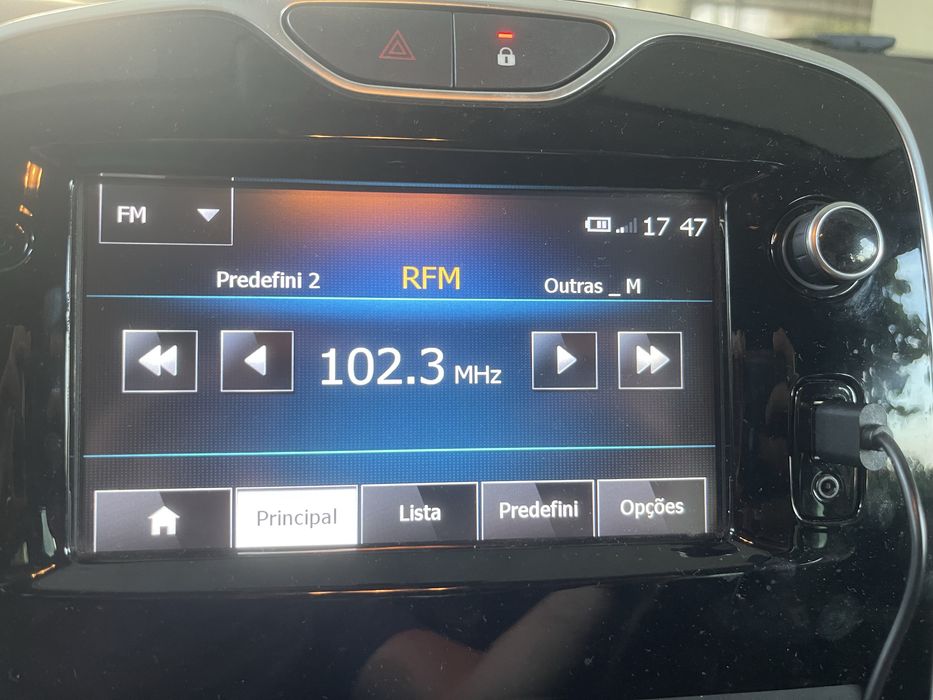 FM
17 47
Predefini 2
RFM
Outras _ M
102.3 MHz
Principal
Lista
Predefini
Opções